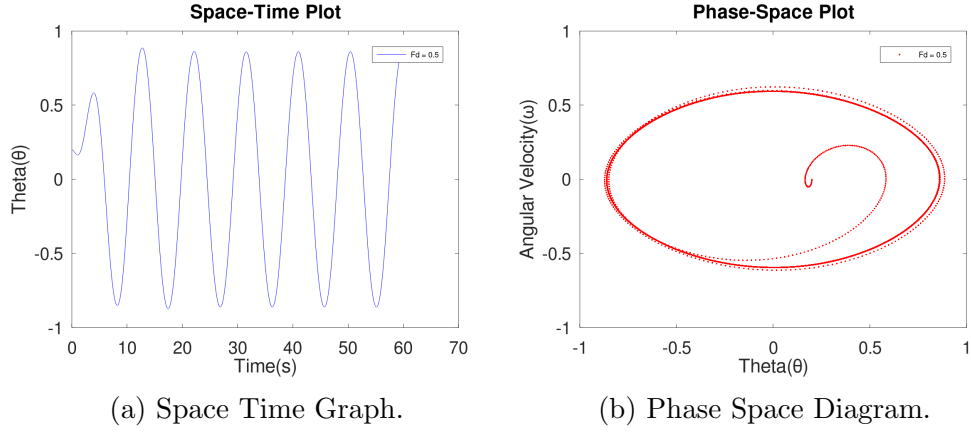 Space-Time Plot
Fd = 0.5
1
0.5
0
-0.5
-1
Theta(θ)
0
10
20
30
40
50
60
70
Time(s)
(a) Space Time Graph.
Phase-Space Plot
Fd = 0.5
1
0.5
0
-0.5
-1
Angular Velocity(ω)
-1
-0.5
0
0.5
1
Theta(θ)
(b) Phase Space Diagram.